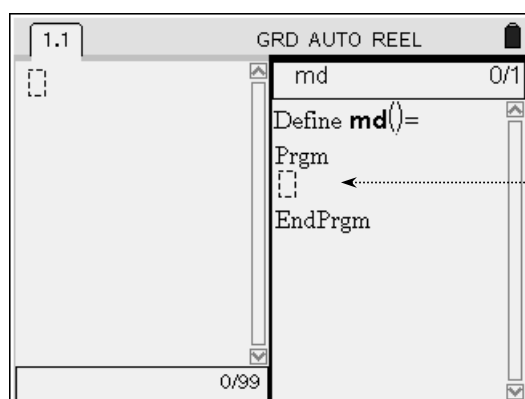 1.1 GRD AUTO REEL
md 0/1
Define md()=
Prgm
EndPrgm
0/99